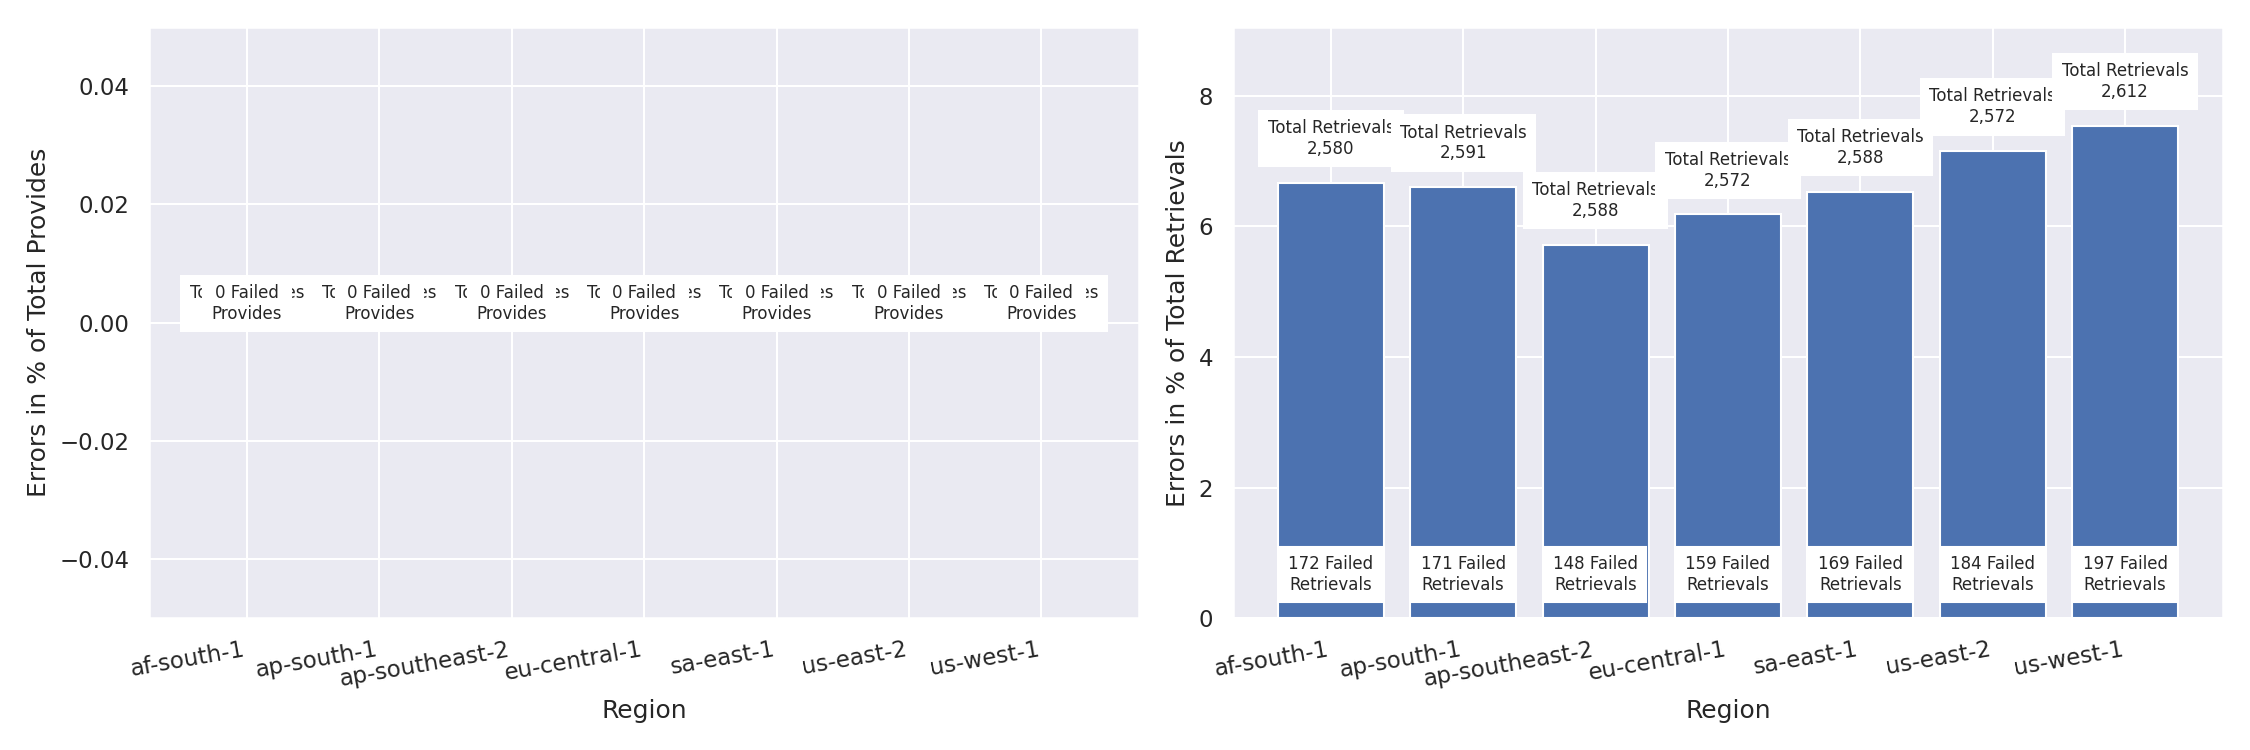 Errors in % of Total Provides
0.04
0.02
0.00
−0.02
−0.04
0 Failed
Provides
0 Failed
Provides
0 Failed
Provides
0 Failed
Provides
0 Failed
Provides
0 Failed
Provides
0 Failed
Provides
af-south-1
ap-south-1
ap-southeast-2
eu-central-1
sa-east-1
us-east-2
us-west-1
Region
Errors in % of Total Retrievals
8
6
4
2
0
Total Retrievals
2,580
Total Retrievals
2,591
Total Retrievals
2,588
Total Retrievals
2,572
Total Retrievals
2,588
Total Retrievals
2,572
Total Retrievals
2,612
172 Failed
Retrievals
171 Failed
Retrievals
148 Failed
Retrievals
159 Failed
Retrievals
169 Failed
Retrievals
184 Failed
Retrievals
197 Failed
Retrievals
af-south-1
ap-south-1
ap-southeast-2
eu-central-1
sa-east-1
us-east-2
us-west-1
Region